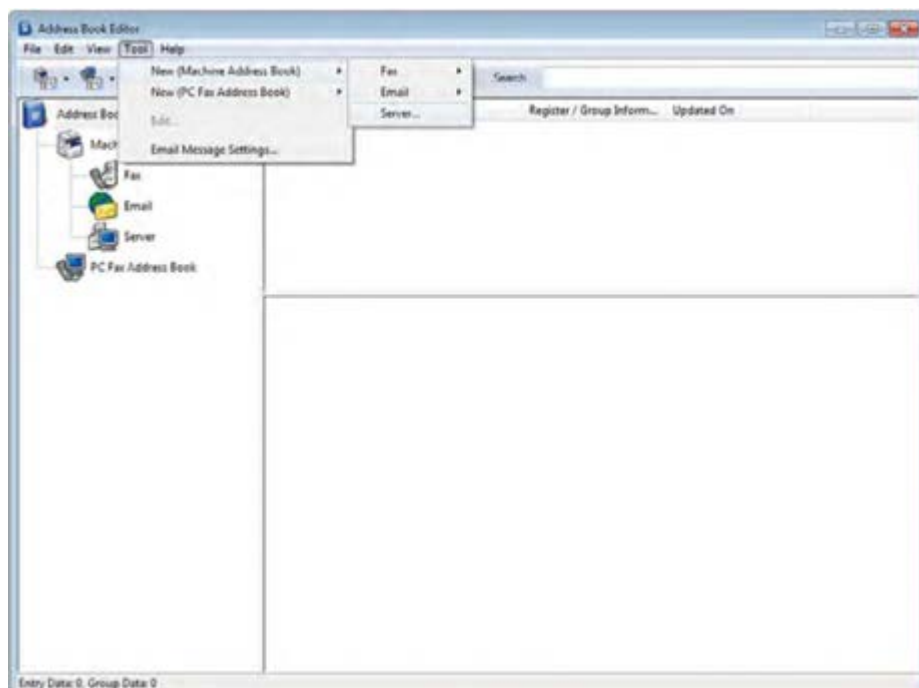 Address Book Editor
File Edit View Tool Help
New (Machine Address Book) Fax Search
New (PC Fax Address Book) Email
Address Boo Server... Register / Group Inform... Updated On
Edit...
Mach
Email Message Settings...
Fax
Email
Server
PC Fax Address Book
Entry Data: 0, Group Data: 0